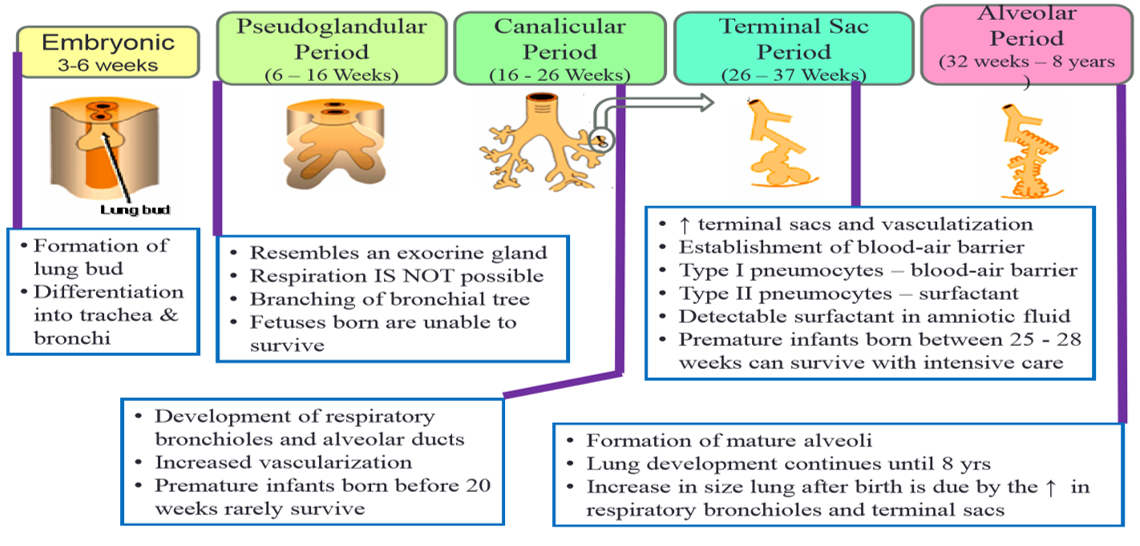 Embryonic
3-6 weeks
Pseudoglandular
Period
(6 – 16 Weeks)
Canalicular
Period
(16 - 26 Weeks)
Terminal Sac
Period
(26 – 37 Weeks)
Alveolar
Period
(32 weeks – 8 years
)
Lung bud
• Formation of
lung bud
• Differentiation
into trachea &
bronchi
• Resembles an exocrine gland
• Respiration IS NOT possible
• Branching of bronchial tree
• Fetuses born are unable to
survive
• ↑ terminal sacs and vasculatization
• Establishment of blood-air barrier
• Type I pneumocytes – blood-air barrier
• Type II pneumocytes – surfactant
• Detectable surfactant in amniotic fluid
• Premature infants born between 25 - 28
weeks can survive with intensive care
• Development of respiratory
bronchioles and alveolar ducts
• Increased vascularization
• Premature infants born before 20
weeks rarely survive
• Formation of mature alveoli
• Lung development continues until 8 yrs
• Increase in size lung after birth is due by the ↑ in
respiratory bronchioles and terminal sacs